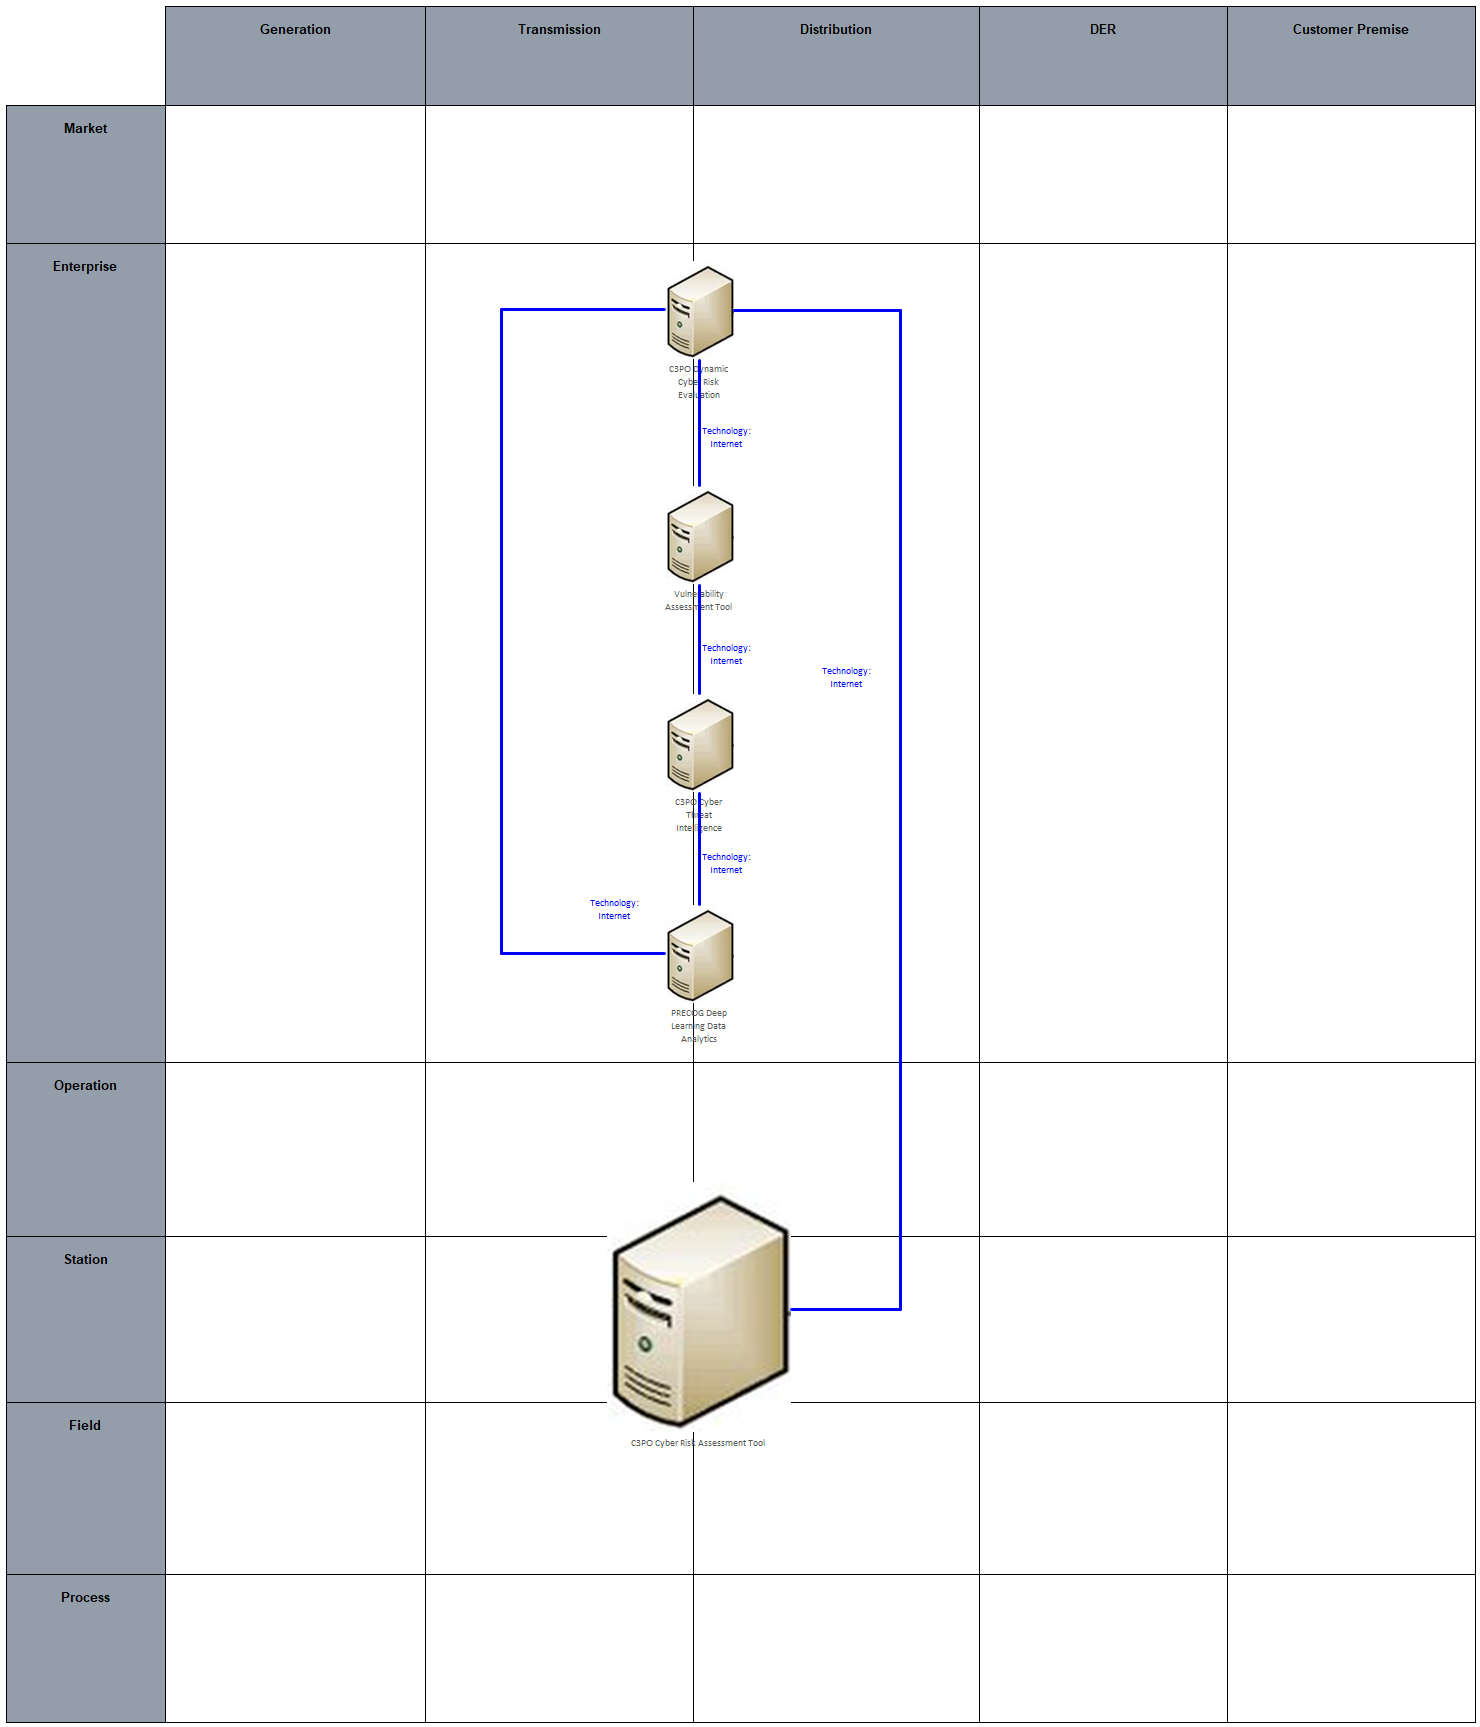 Generation
Transmission
Distribution
DER
Customer Premise
Market
Enterprise
C3PO Dynamic
Cyber Risk
Evaluation
Technology:
Internet
Vulnerability
Assessment Tool
Technology:
Internet
Technology:
Internet
C3PO Cyber
Threat
Intelligence
Technology:
Internet
Technology:
Internet
PRECOG Deep
Learning Data
Analytics
Operation
Station
Field
C3PO Cyber Risk Assessment Tool
Process